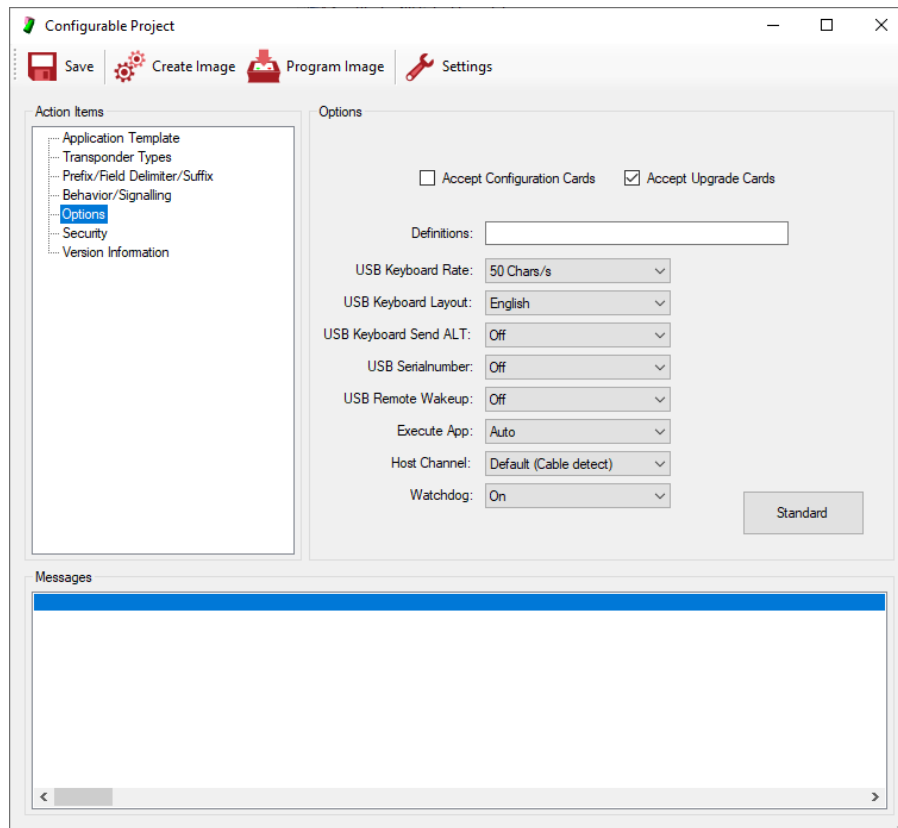 Configurable Project
Save Create Image Program Image Settings
Action Items
Application Template
Transponder Types
Prefix/Field Delimiter/Suffix
Behavior/Signalling
Options
Security
Version Information
Options
Accept Configuration Cards Accept Upgrade Cards
Definitions:
USB Keyboard Rate: 50 Chars/s
USB Keyboard Layout: English
USB Keyboard Send ALT: Off
USB Serialnumber: Off
USB Remote Wakeup: Off
Execute App: Auto
Host Channel: Default (Cable detect)
Watchdog: On
Standard
Messages